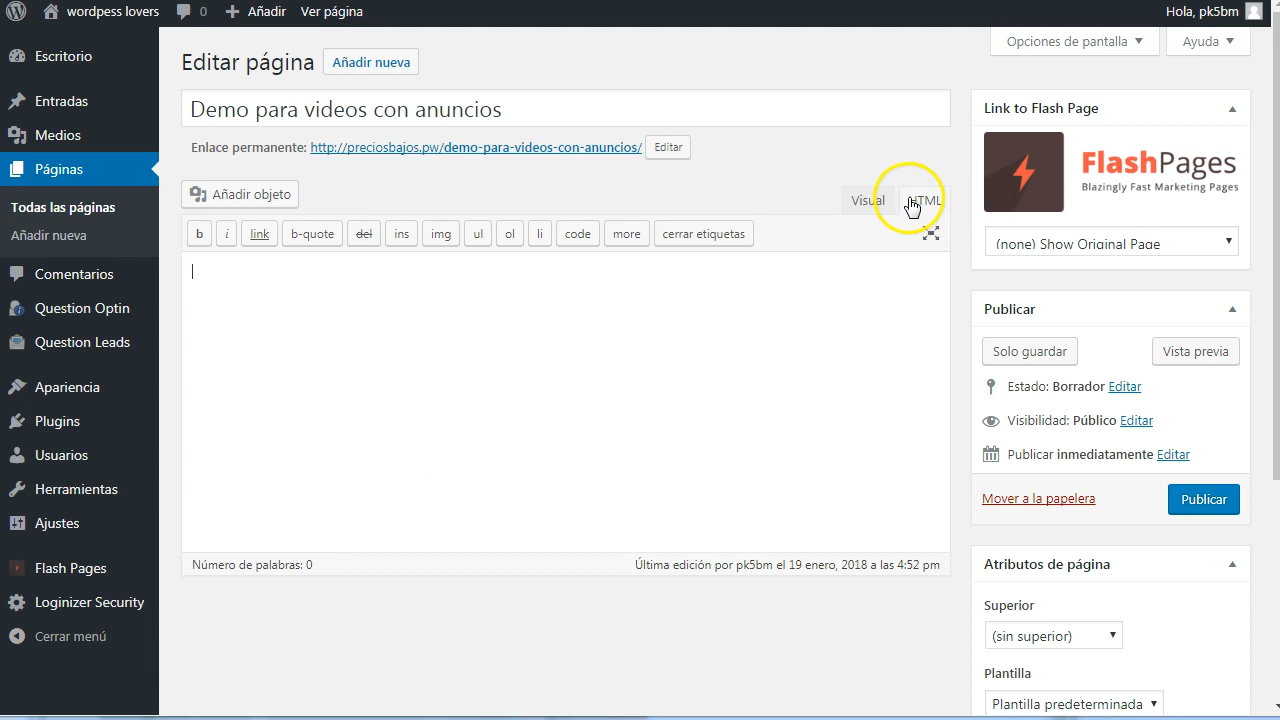 wordpess lovers 0 Añadir Ver página Hola, pk5bm
Opciones de pantalla Ayuda
Escritorio
Entradas
Medios
Páginas
Todas las páginas
Añadir nueva
Comentarios
Question Optin
Question Leads
Apariencia
Plugins
Usuarios
Herramientas
Ajustes
Flash Pages
Loginizer Security
Cerrar menú
Editar página Añadir nueva
Demo para videos con anuncios
Enlace permanente: http://preciosbajos.pw/demo-para-videos-con-anuncios/ Editar
Añadir objeto Visual HTML
b i link b-quote del ins img ul ol li code more cerrar etiquetas
Número de palabras: 0 Última edición por pk5bm el 19 enero, 2018 a las 4:52 pm
Link to Flash Page
FlashPages
Blazingly Fast Marketing Pages
(none) Show Original Page
Publicar
Solo guardar Vista previa
Estado: Borrador Editar
Visibilidad: Público Editar
Publicar inmediatamente Editar
Mover a la papelera Publicar
Atributos de página
Superior
(sin superior)
Plantilla
Plantilla predeterminada